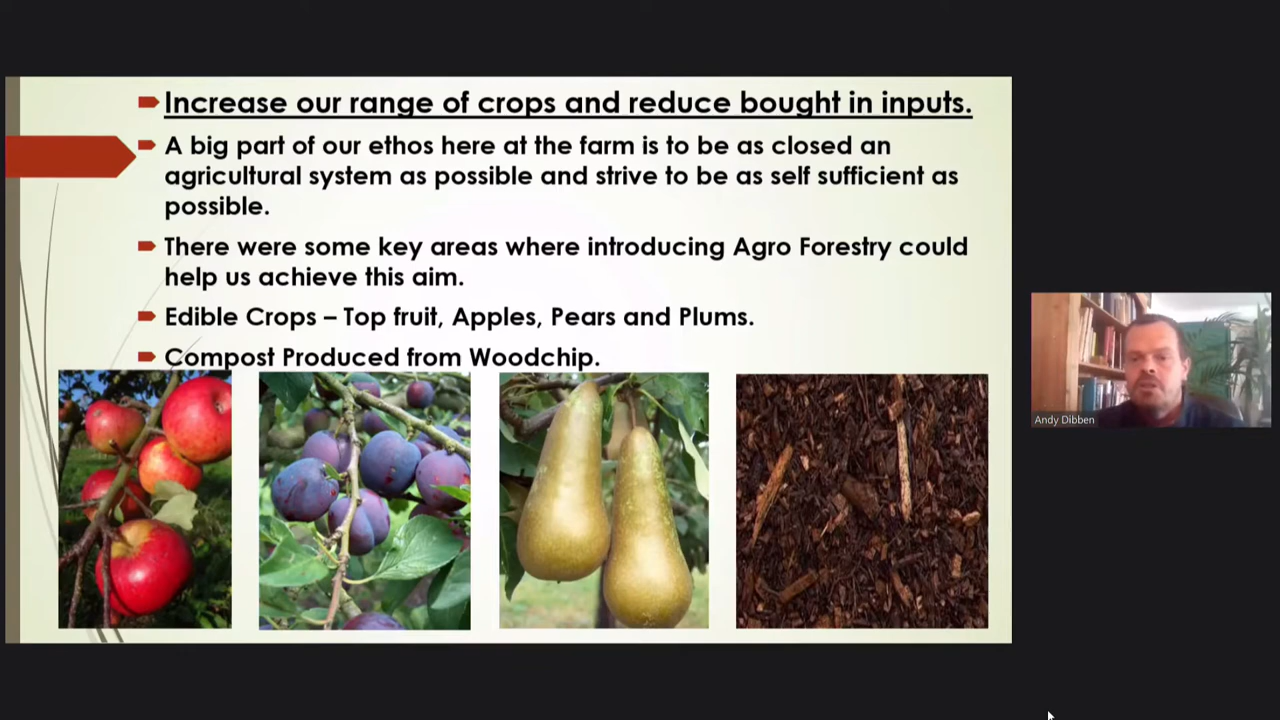 Increase our range of crops and reduce bought in inputs.
A big part of our ethos here at the farm is to be as closed an
agricultural system as possible and strive to be as self sufficient as
possible.
There were some key areas where introducing Agro Forestry could
help us achieve this aim.
Edible Crops – Top fruit, Apples, Pears and Plums.
Compost Produced from Woodchip.
Andy Dibben